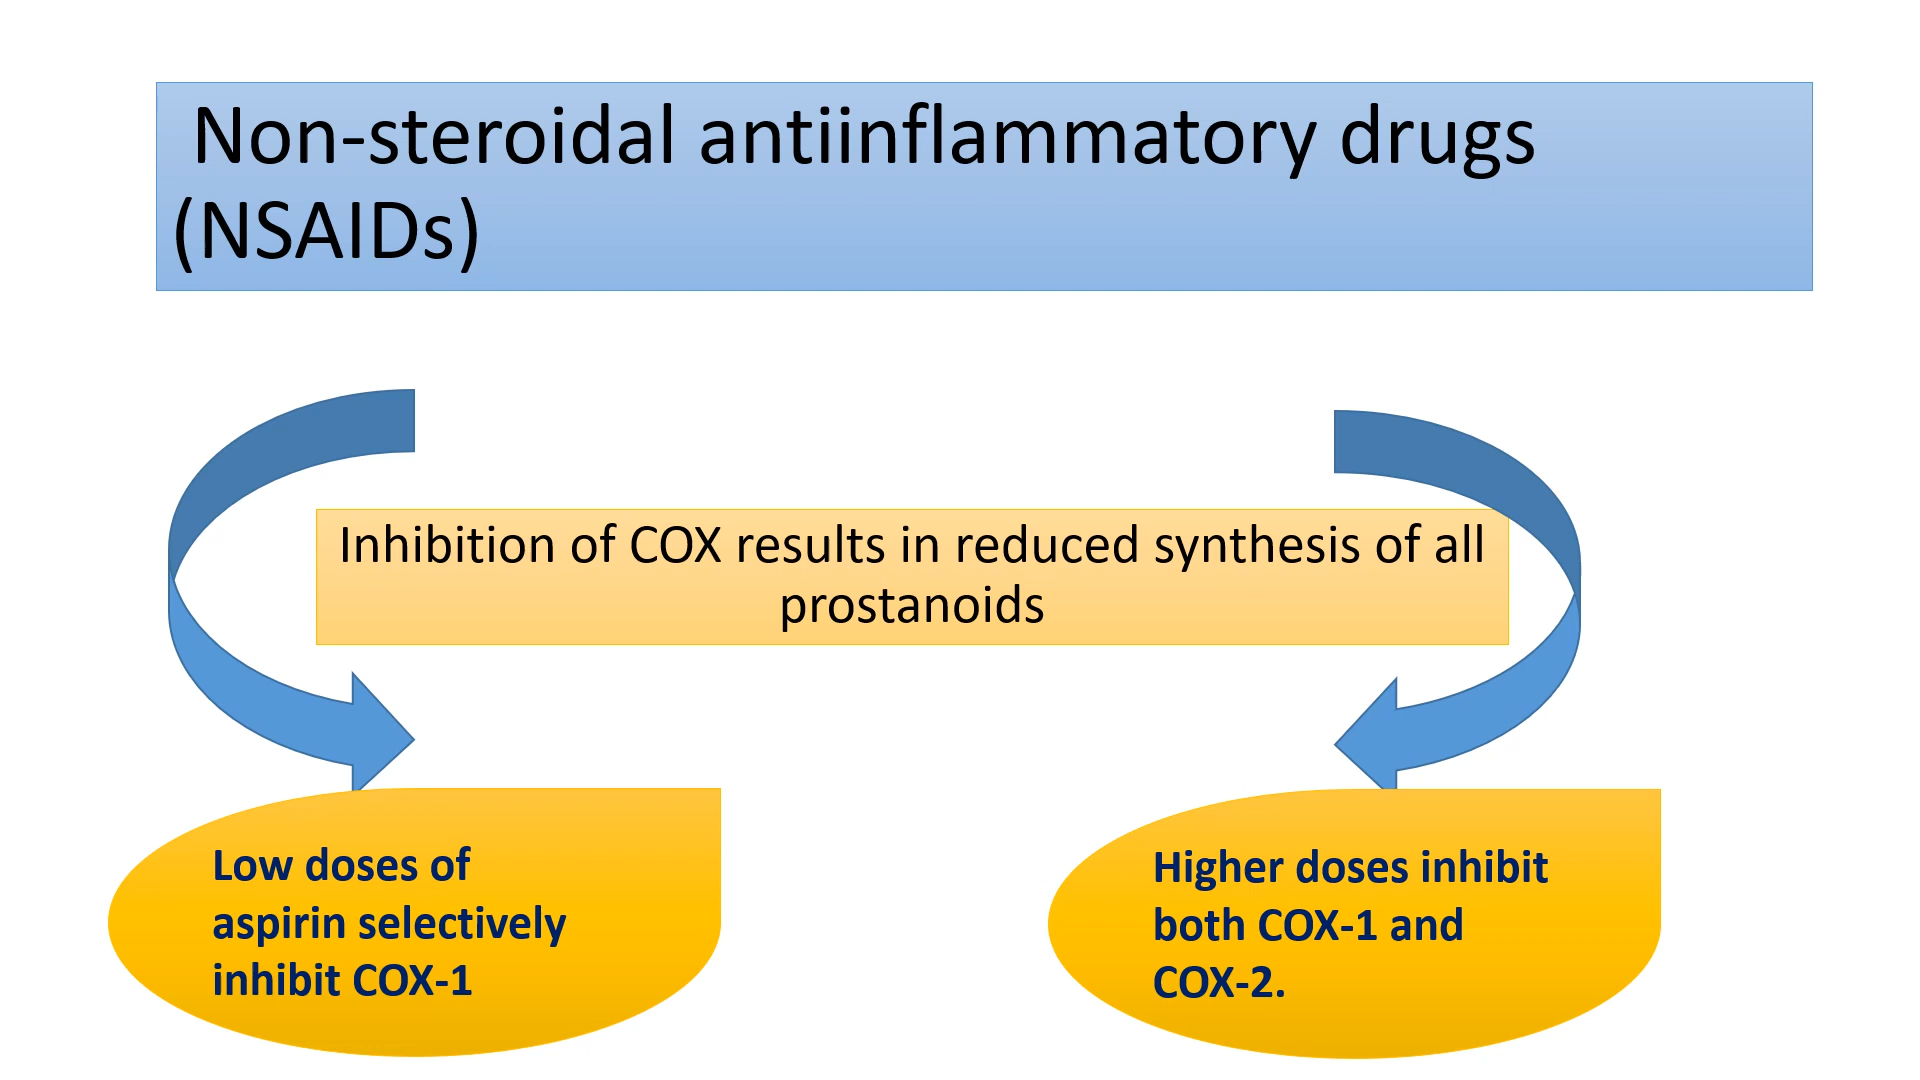 Non-steroidal antiinflammatory drugs
(NSAIDs)
Inhibition of COX results in reduced synthesis of all
prostanoids
Low doses of
aspirin selectively
inhibit COX-1
Higher doses inhibit
both COX-1 and
COX-2.